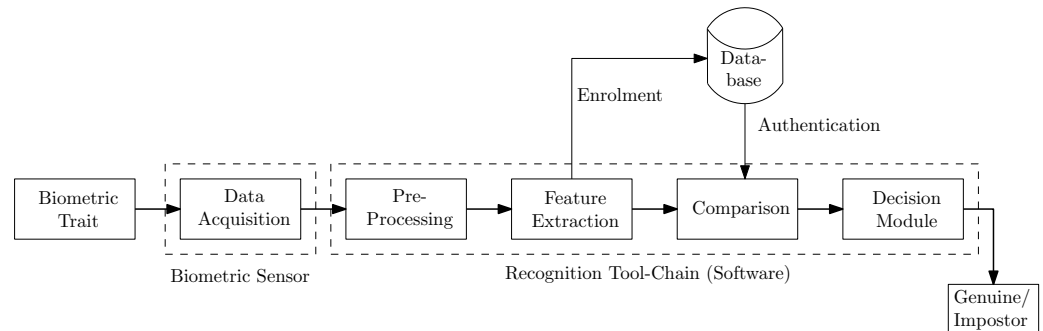 Data-
base
Enrolment
Authentication
Biometric
Trait
Data
Acquisition
Pre-
Processing
Feature
Extraction
Comparison
Decision
Module
Biometric Sensor
Recognition Tool-Chain (Software)
Genuine/
Impostor